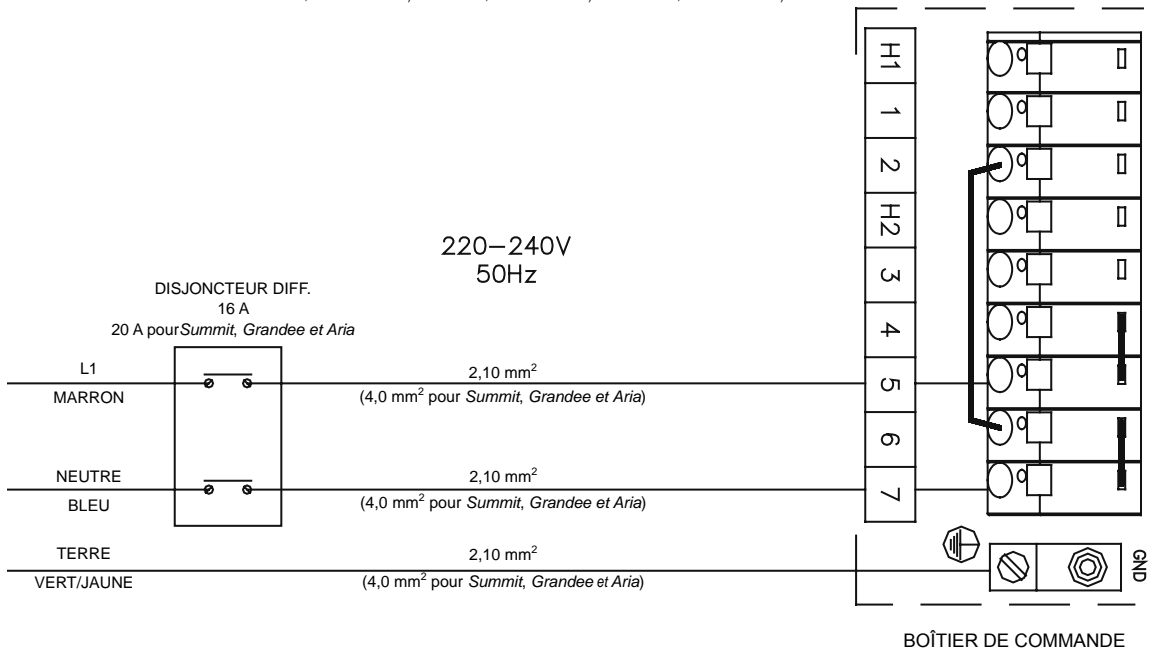 H1
1
2
H2
3
4
5
6
7
220–240V
50Hz
DISJONCTEUR DIFF.
16 A
20 A pour Summit, Grandee et Aria
L1
MARRON
2,10 mm²
(4,0 mm² pour Summit, Grandee et Aria)
NEUTRE
BLEU
2,10 mm²
(4,0 mm² pour Summit, Grandee et Aria)
TERRE
VERT/JAUNE
2,10 mm²
(4,0 mm² pour Summit, Grandee et Aria)
GND
BOÎTIER DE COMMANDE